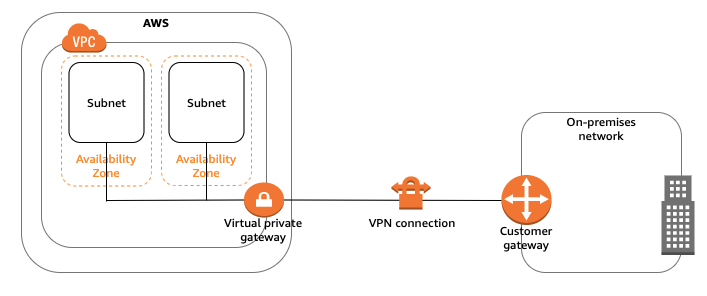 AWS
VPC
Subnet
Subnet
Availability
Zone
Availability
Zone
Virtual private
gateway
VPN connection
On-premises
network
Customer
gateway